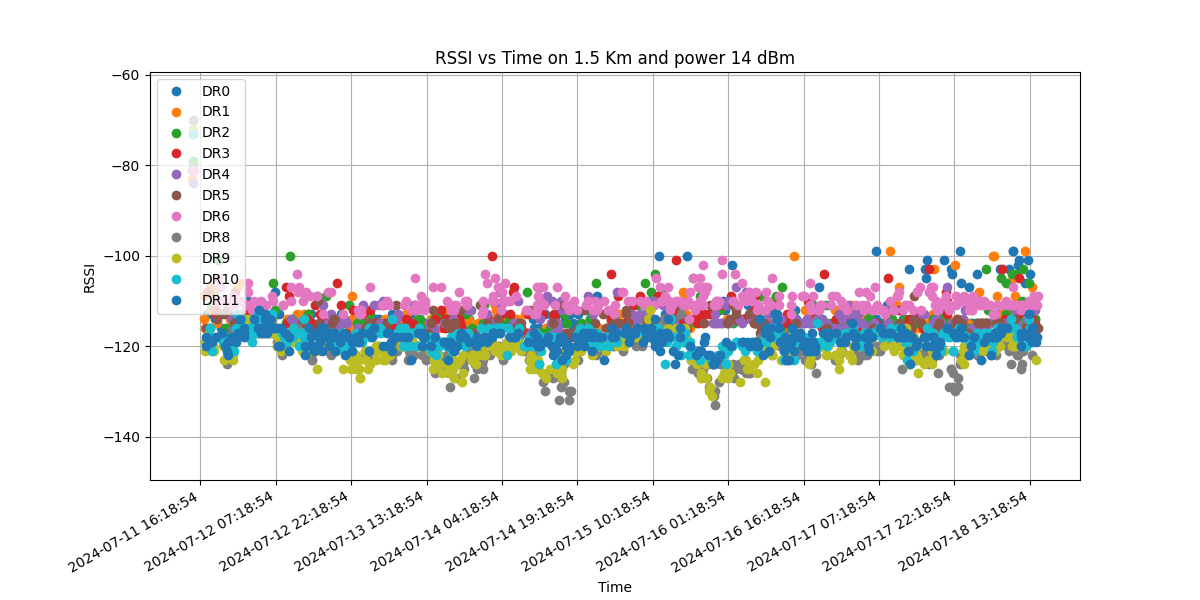 RSSI vs Time on 1.5 Km and power 14 dBm
−60
−80
−100
−120
−140
RSSI
DR0
DR1
DR2
DR3
DR4
DR5
DR6
DR8
DR9
DR10
DR11
2024-07-11 16:18:54
2024-07-12 07:18:54
2024-07-12 22:18:54
2024-07-13 13:18:54
2024-07-14 04:18:54
2024-07-14 19:18:54
2024-07-15 10:18:54
2024-07-16 01:18:54
2024-07-16 16:18:54
2024-07-17 07:18:54
2024-07-17 22:18:54
2024-07-18 13:18:54
Time